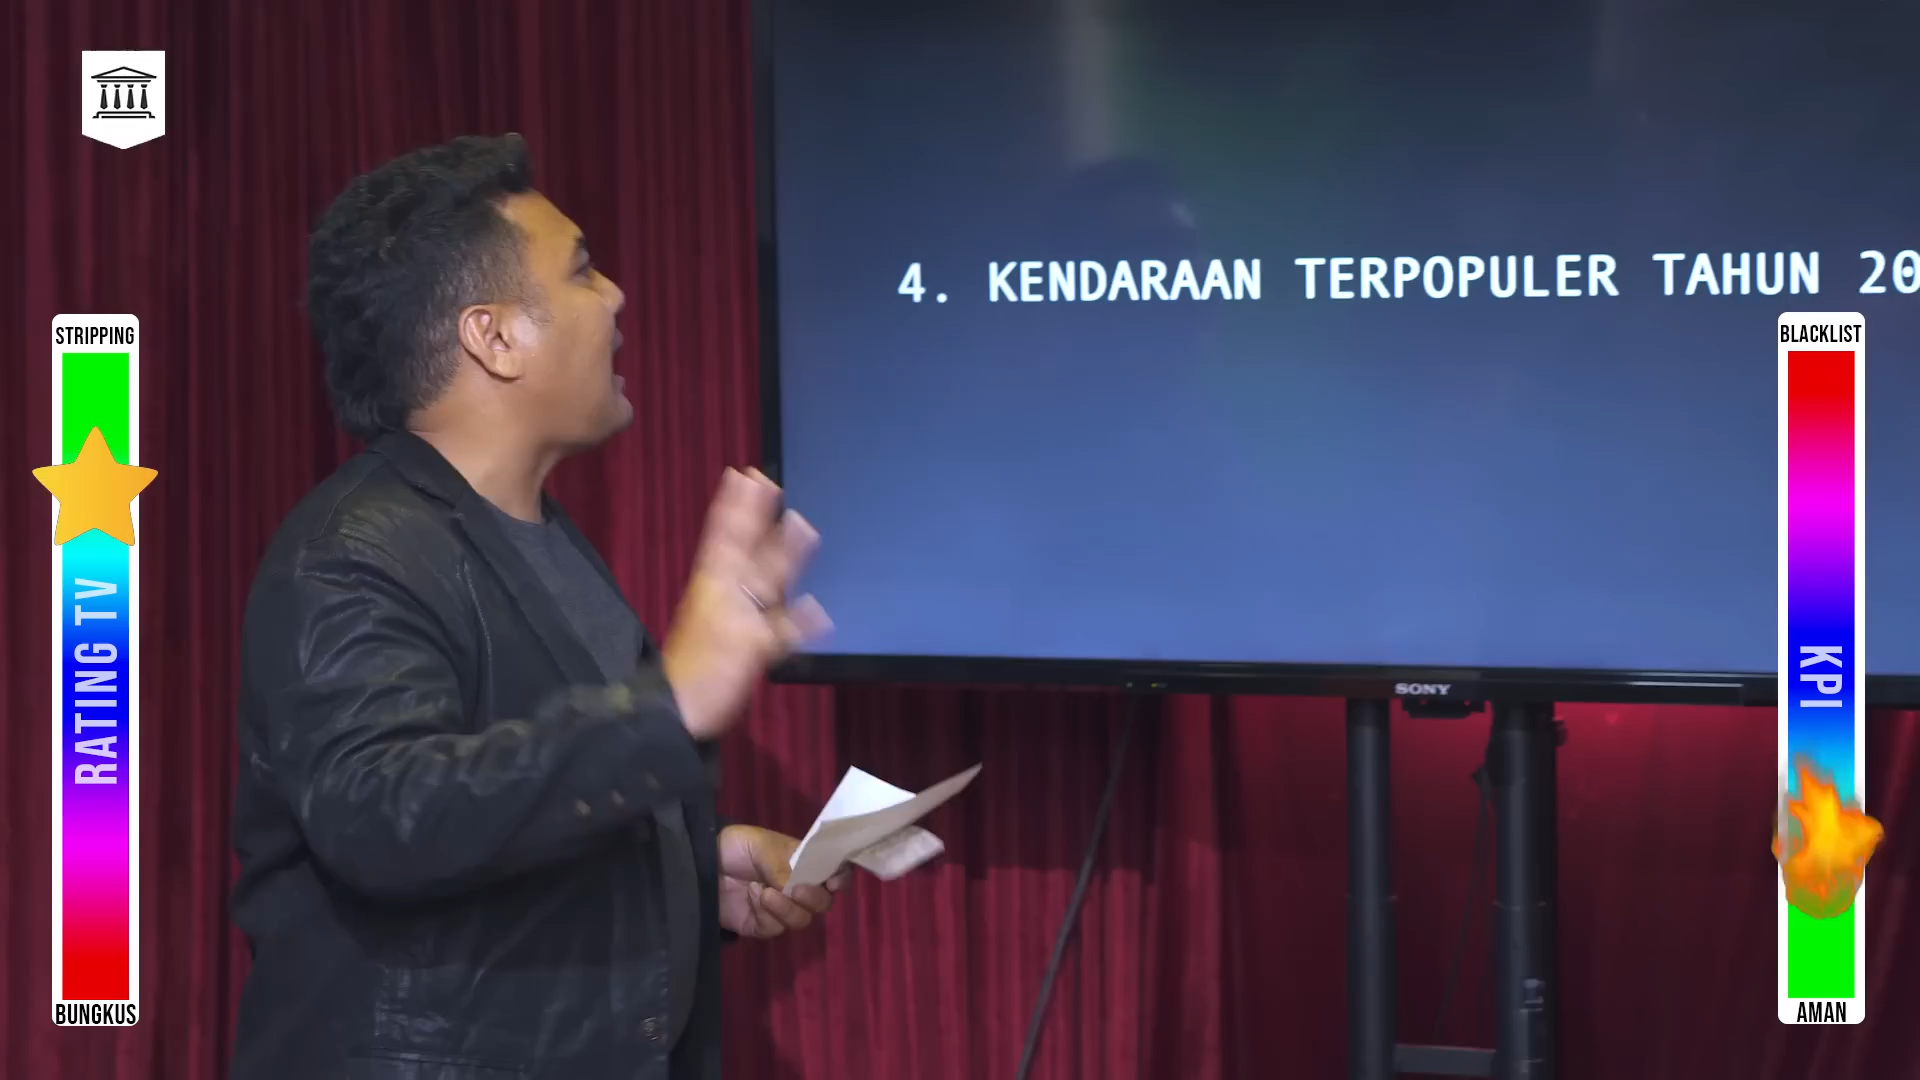 4. KENDARAAN TERPOPULER TAHUN 20
STRIPPING
RATING TV
BUNGKUS
BLACKLIST
KPI
AMAN
SONY